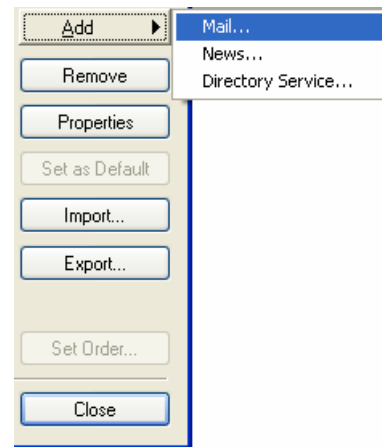 Add
Mail...
News...
Directory Service...
Remove
Properties
Set as Default
Import...
Export...
Set Order...
Close